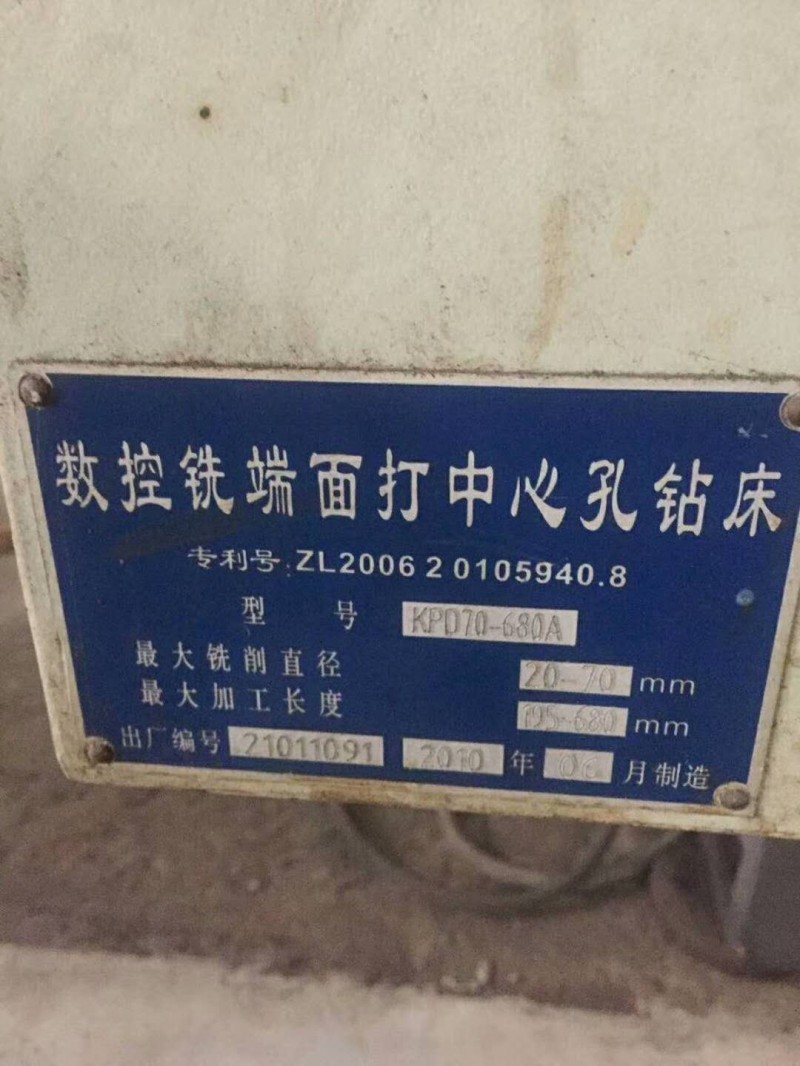 数控铣端面打中心孔钻床
专利号:ZL2006 2 0105940.8
型 号 KPD70-680A
最大铣削直径 20-70 mm
最大加工长度 195-680 mm
出厂编号 21011091 2010 年 06 月制造